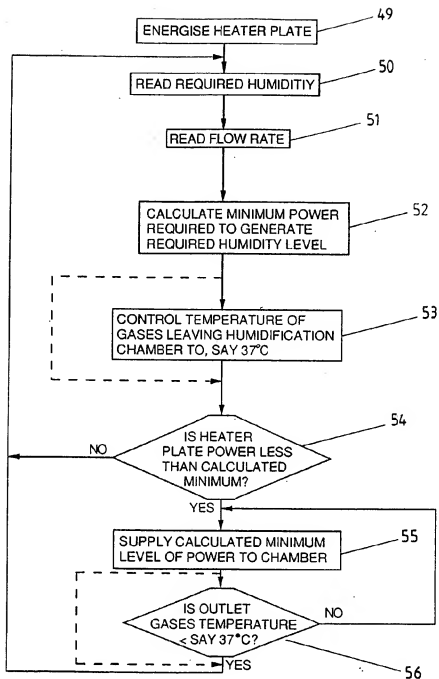 ENERGISE HEATER PLATE
49
READ REQUIRED HUMIDITIY
50
READ FLOW RATE
51
CALCULATE MINIMUM POWER
REQUIRED TO GENERATE
REQUIRED HUMIDITY LEVEL
52
CONTROL TEMPERATURE OF
GASES LEAVING HUMIDIFICATION
CHAMBER TO, SAY 37°C
53
IS HEATER
PLATE POWER LESS
THAN CALCULATED
MINIMUM?
54
NO
YES
SUPPLY CALCULATED MINIMUM
LEVEL OF POWER TO CHAMBER
55
IS OUTLET
GASES TEMPERATURE
< SAY 37°C?
NO
YES
56